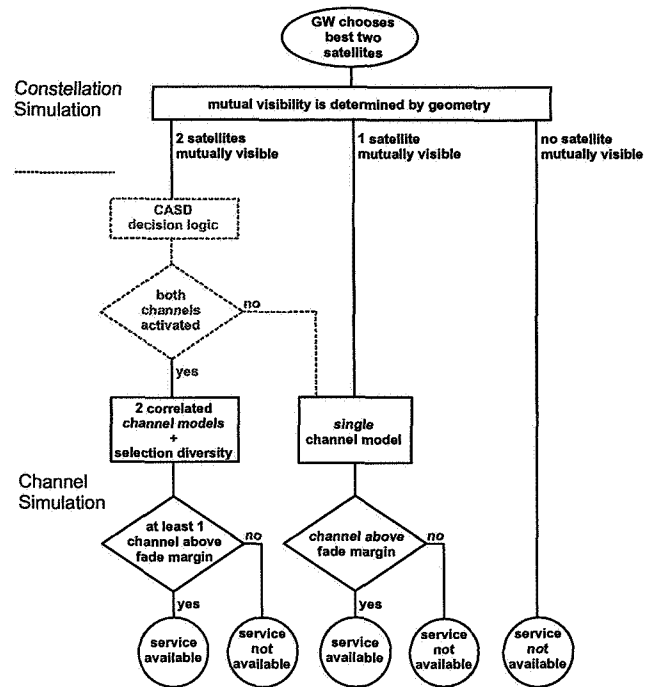 GW chooses
best two
satellites
Constellation
Simulation
mutual visibility is determined by geometry
2 satellites
mutually visible
1 satellite
mutually visible
no satellite
mutually visible
CASD
decision logic
both
channels
activated
no
yes
2 correlated
channel models
+
selection diversity
single
channel model
Channel
Simulation
at least 1
channel above
fade margin
no
channel above
fade margin
no
yes
yes
service
available
service
not
available
service
available
service
not
available
service
not
available